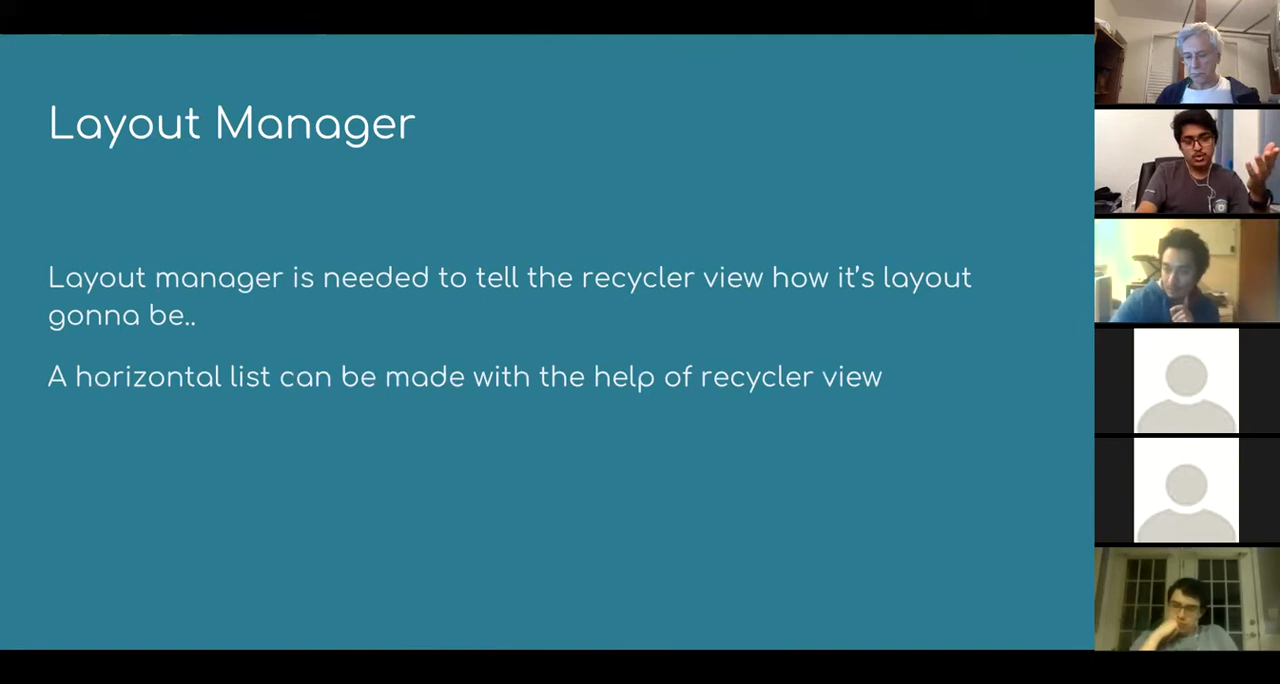 Layout Manager
Layout manager is needed to tell the recycler view how it's layout
gonna be..
A horizontal list can be made with the help of recycler view